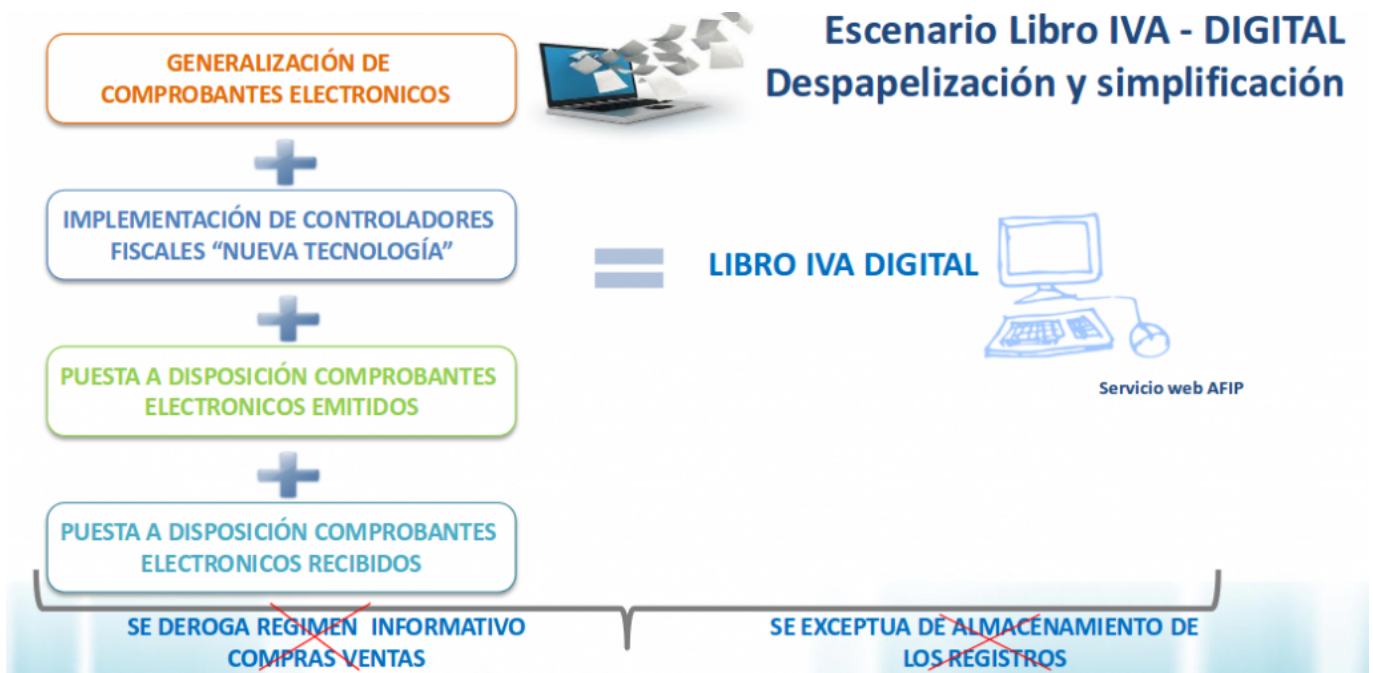 Escenario Libro IVA - DIGITAL
Despapelización y simplificación
GENERALIZACIÓN DE
COMPROBANTES ELECTRONICOS
IMPLEMENTACIÓN DE CONTROLADORES
FISCALES “NUEVA TECNOLOGÍA”
LIBRO IVA DIGITAL
Servicio web AFIP
PUESTA A DISPOSICIÓN COMPROBANTES
ELECTRONICOS EMITIDOS
PUESTA A DISPOSICIÓN COMPROBANTES
ELECTRONICOS RECIBIDOS
SE DEROGA REGIMEN INFORMATIVO
COMPRAS VENTAS
SE EXCEPTUA DE ALMACENAMIENTO DE
LOS REGISTROS